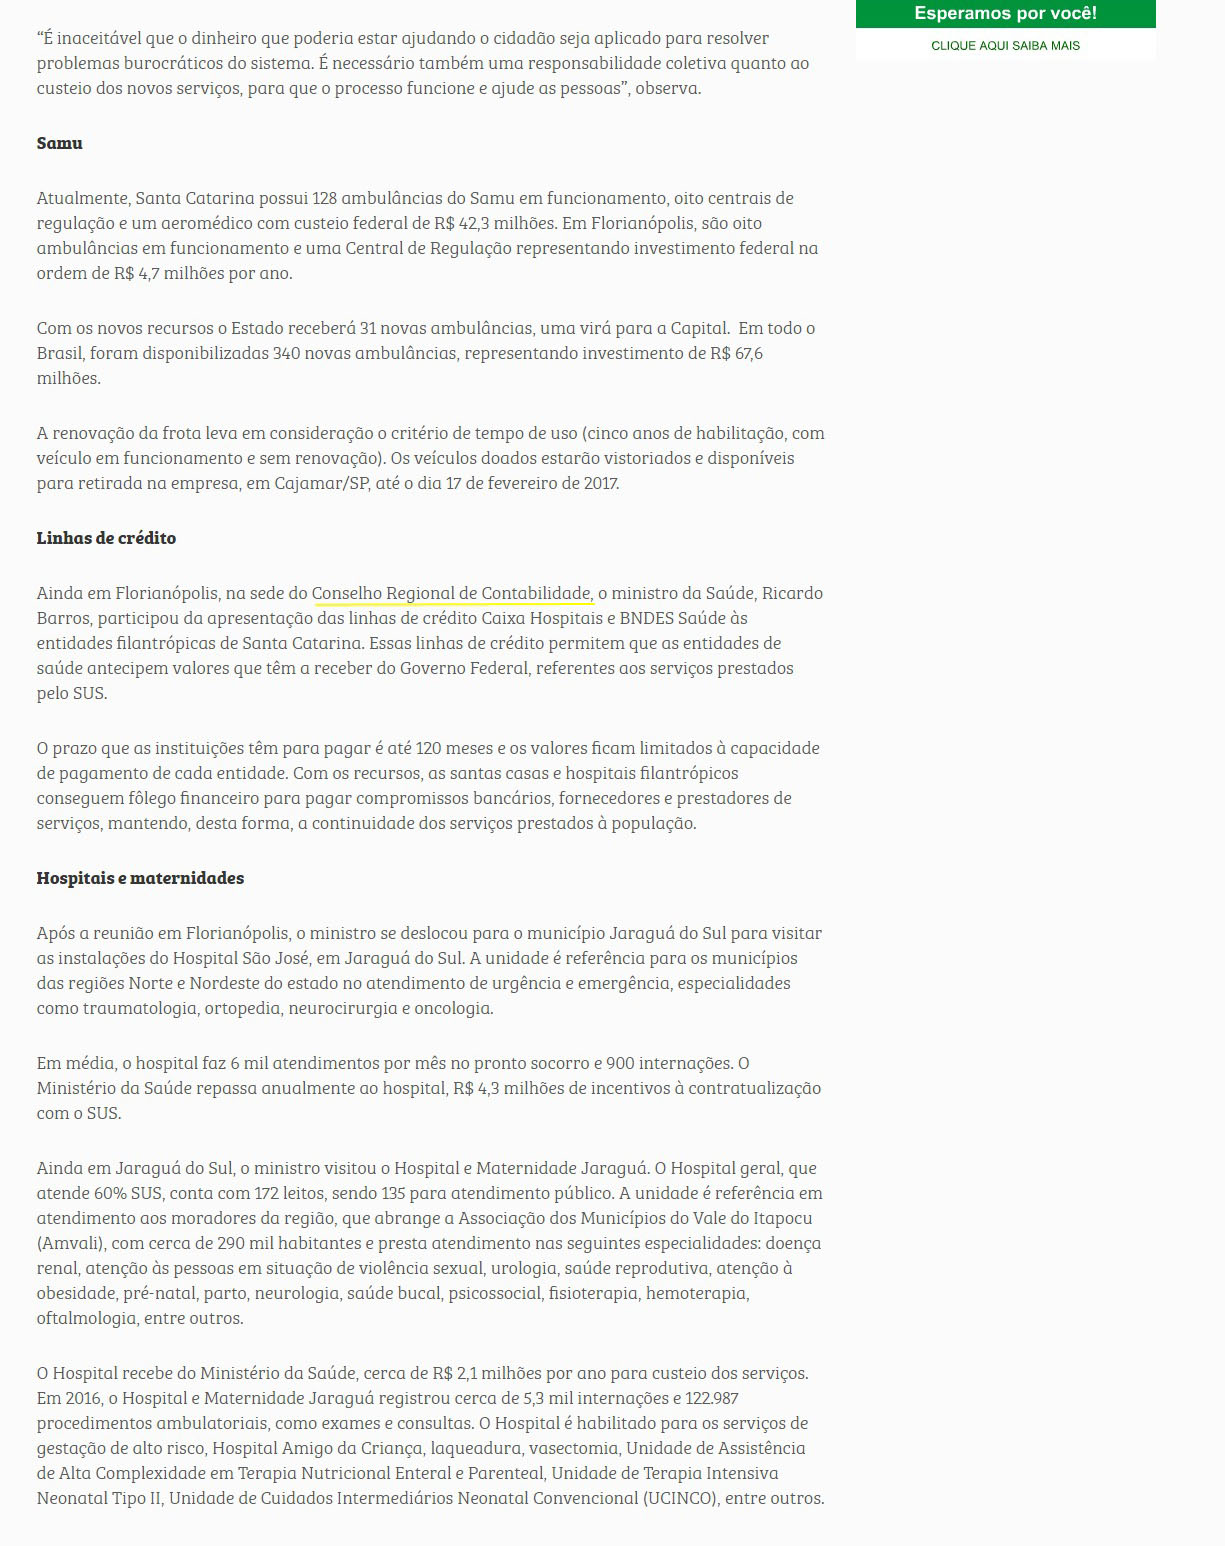 Esperamos por você!
CLIQUE AQUI SAIBA MAIS
“É inaceitável que o dinheiro que poderia estar ajudando o cidadão seja aplicado para resolver
problemas burocráticos do sistema. É necessário também uma responsabilidade coletiva quanto ao
custeio dos novos serviços, para que o processo funcione e ajude as pessoas”, observa.
Samu
Atualmente, Santa Catarina possui 128 ambulâncias do Samu em funcionamento, oito centrais de
regulação e um aeromédico com custeio federal de R$ 42,3 milhões. Em Florianópolis, são oito
ambulâncias em funcionamento e uma Central de Regulação representando investimento federal na
ordem de R$ 4,7 milhões por ano.
Com os novos recursos o Estado receberá 31 novas ambulâncias, uma virá para a Capital.  Em todo o
Brasil, foram disponibilizadas 340 novas ambulâncias, representando investimento de R$ 67,6
milhões.
A renovação da frota leva em consideração o critério de tempo de uso (cinco anos de habilitação, com
veículo em funcionamento e sem renovação). Os veículos doados estarão vistoriados e disponíveis
para retirada na empresa, em Cajamar/SP, até o dia 17 de fevereiro de 2017.
Linhas de crédito
Ainda em Florianópolis, na sede do Conselho Regional de Contabilidade, o ministro da Saúde, Ricardo
Barros, participou da apresentação das linhas de crédito Caixa Hospitais e BNDES Saúde às
entidades filantrópicas de Santa Catarina. Essas linhas de crédito permitem que as entidades de
saúde antecipem valores que têm a receber do Governo Federal, referentes aos serviços prestados
pelo SUS.
O prazo que as instituições têm para pagar é até 120 meses e os valores ficam limitados à capacidade
de pagamento de cada entidade. Com os recursos, as santas casas e hospitais filantrópicos
conseguem fôlego financeiro para pagar compromissos bancários, fornecedores e prestadores de
serviços, mantendo, desta forma, a continuidade dos serviços prestados à população.
Hospitais e maternidades
Após a reunião em Florianópolis, o ministro se deslocou para o município Jaraguá do Sul para visitar
as instalações do Hospital São José, em Jaraguá do Sul. A unidade é referência para os municípios
das regiões Norte e Nordeste do estado no atendimento de urgência e emergência, especialidades
como traumatologia, ortopedia, neurocirurgia e oncologia.
Em média, o hospital faz 6 mil atendimentos por mês no pronto socorro e 900 internações. O
Ministério da Saúde repassa anualmente ao hospital, R$ 4,3 milhões de incentivos à contratualização
com o SUS.
Ainda em Jaraguá do Sul, o ministro visitou o Hospital e Maternidade Jaraguá. O Hospital geral, que
atende 60% SUS, conta com 172 leitos, sendo 135 para atendimento público. A unidade é referência em
atendimento aos moradores da região, que abrange a Associação dos Municípios do Vale do Itapocu
(Amvali), com cerca de 290 mil habitantes e presta atendimento nas seguintes especialidades: doença
renal, atenção às pessoas em situação de violência sexual, urologia, saúde reprodutiva, atenção à
obesidade, pré-natal, parto, neurologia, saúde bucal, psicossocial, fisioterapia, hemoterapia,
oftalmologia, entre outros.
O Hospital recebe do Ministério da Saúde, cerca de R$ 2,1 milhões por ano para custeio dos serviços.
Em 2016, o Hospital e Maternidade Jaraguá registrou cerca de 5,3 mil internações e 122.987
procedimentos ambulatoriais, como exames e consultas. O Hospital é habilitado para os serviços de
gestação de alto risco, Hospital Amigo da Criança, laqueadura, vasectomia, Unidade de Assistência
de Alta Complexidade em Terapia Nutricional Enteral e Parenteal, Unidade de Terapia Intensiva
Neonatal Tipo II, Unidade de Cuidados Intermediários Neonatal Convencional (UCINCO), entre outros.